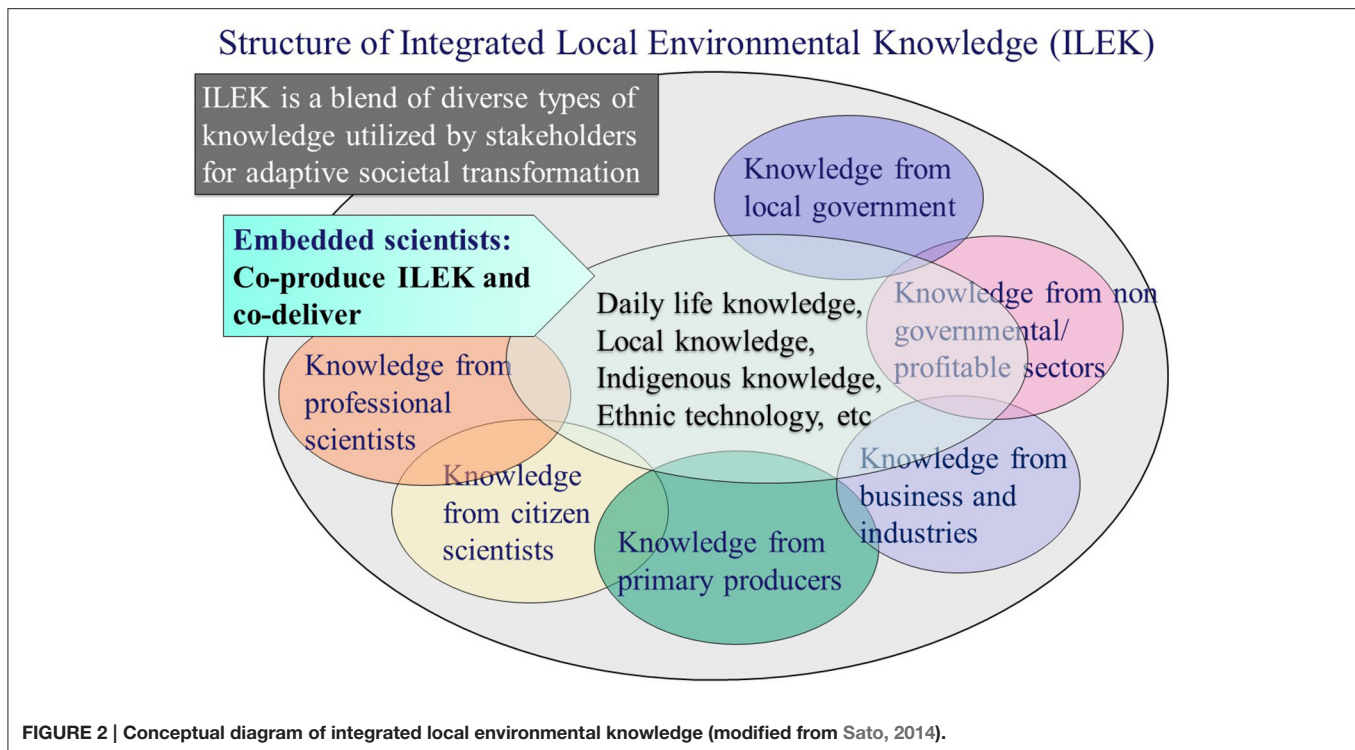 Structure of Integrated Local Environmental Knowledge (ILEK)
ILEK is a blend of diverse types of
knowledge utilized by stakeholders
for adaptive societal transformation
Knowledge from
local government
Embedded scientists:
Co-produce ILEK and
co-deliver
Daily life knowledge,
Local knowledge,
Indigenous knowledge,
Ethnic technology, etc
Knowledge from non
governmental/
profitable sectors
Knowledge from
professional
scientists
Knowledge
from citizen
scientists
Knowledge from
primary producers
Knowledge from
business and
industries
FIGURE 2 | Conceptual diagram of integrated local environmental knowledge (modified from Sato, 2014).